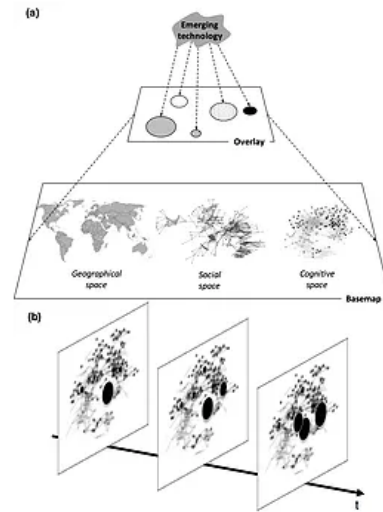 (a)
Emerging
technology
Overlay
Geographical
space
Social
space
Cognitive
space
Basemap
(b)
t